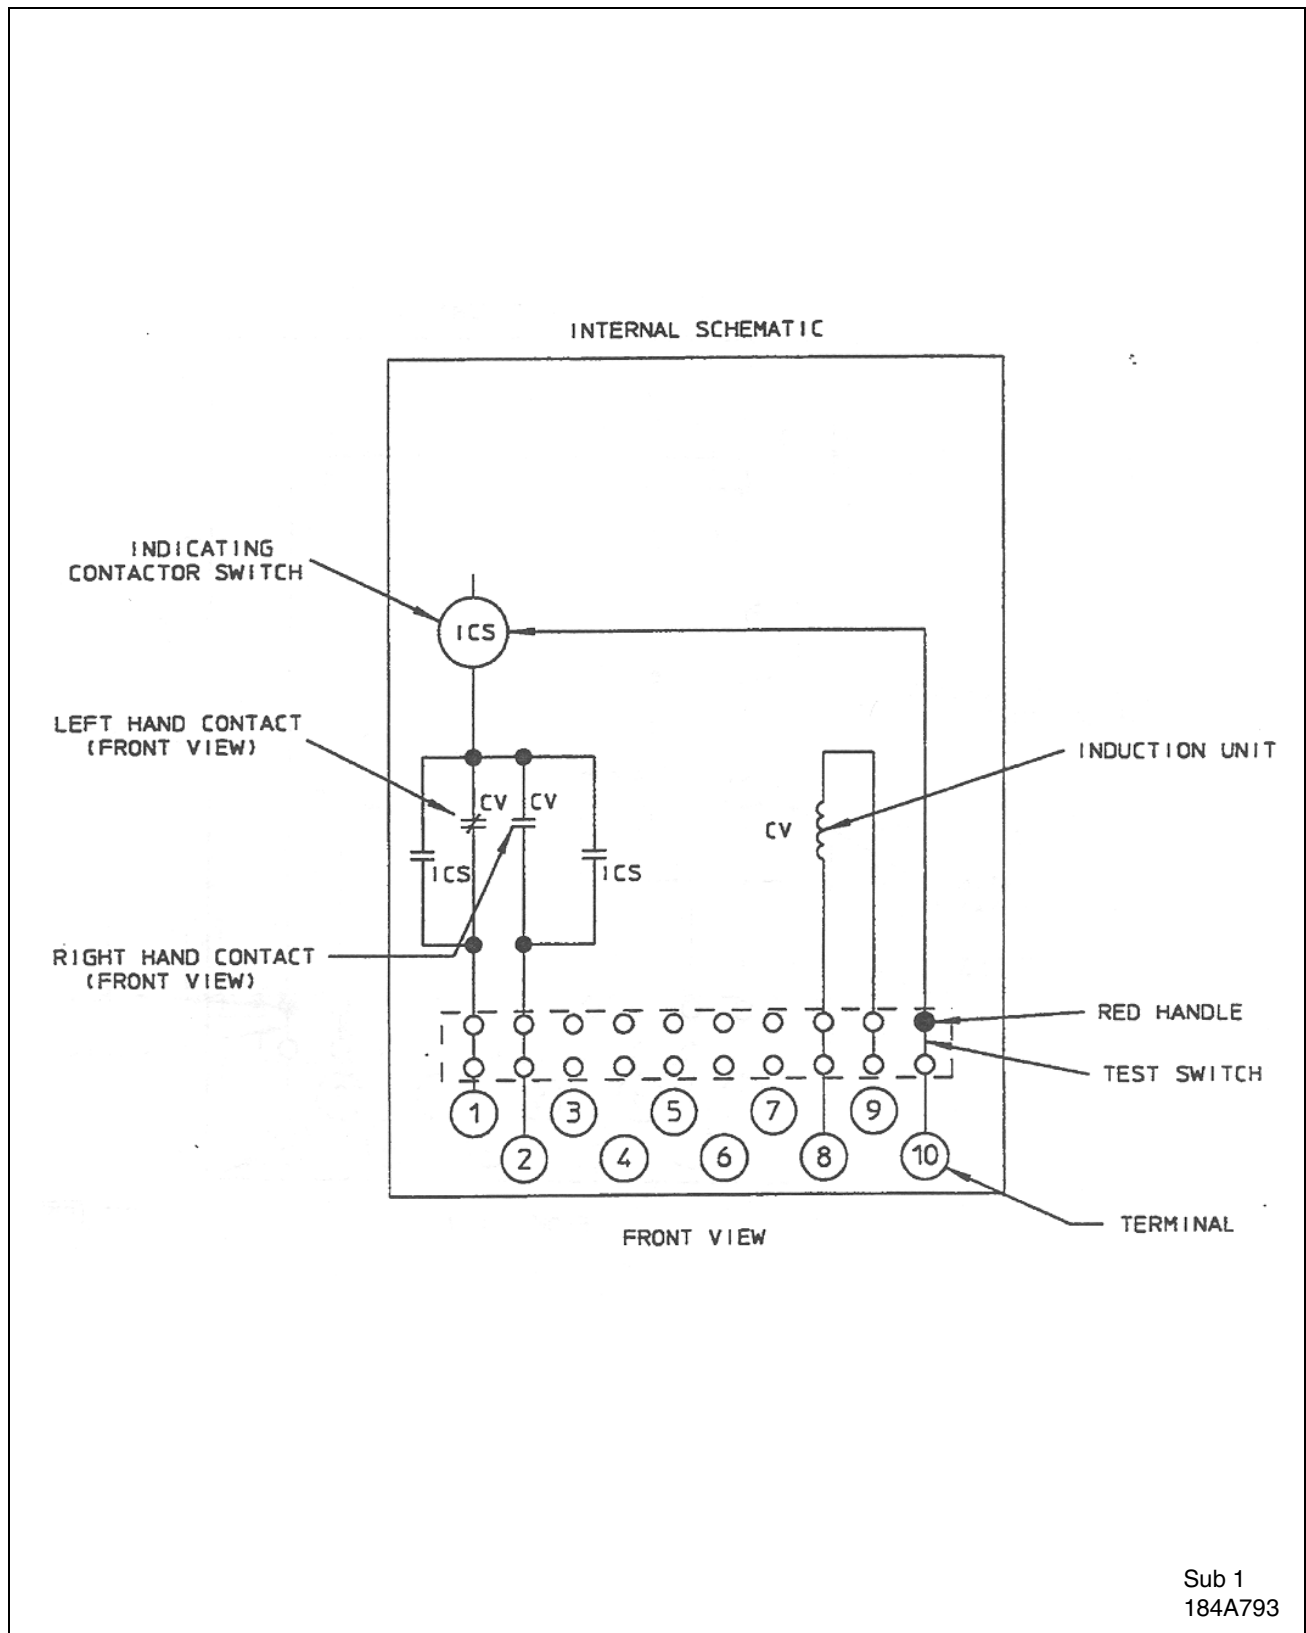 INTERNAL SCHEMATIC
INDICATING
CONTACTOR SWITCH
ICS
LEFT HAND CONTACT
(FRONT VIEW)
CV
CV
ICS
ICS
CV
INDUCTION UNIT
RIGHT HAND CONTACT
(FRONT VIEW)
RED HANDLE
TEST SWITCH
1
3
5
7
9
2
4
6
8
10
TERMINAL
FRONT VIEW
Sub 1
184A793